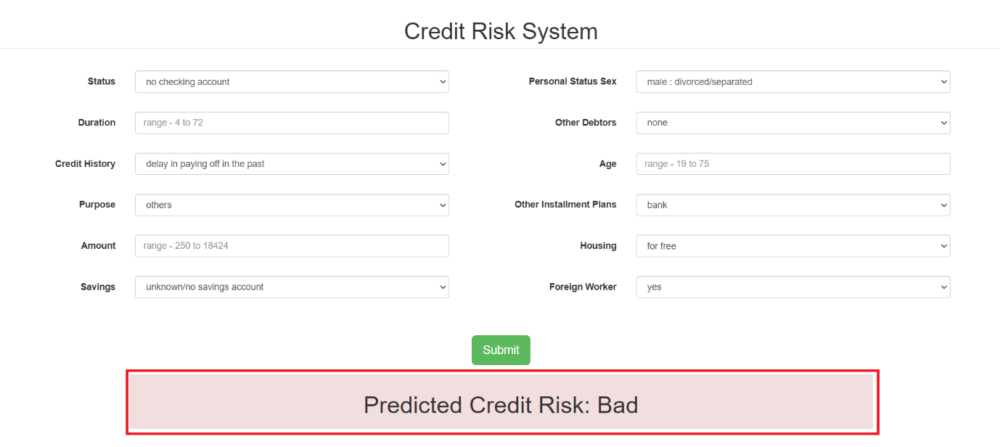 Credit Risk System
Status no checking account Personal Status Sex male : divorced/separated
Duration range - 4 to 72 Other Debtors none
Credit History delay in paying off in the past Age range - 19 to 75
Purpose others Other Installment Plans bank
Amount range - 250 to 18424 Housing for free
Savings unknown/no savings account Foreign Worker yes
Submit
Predicted Credit Risk: Bad